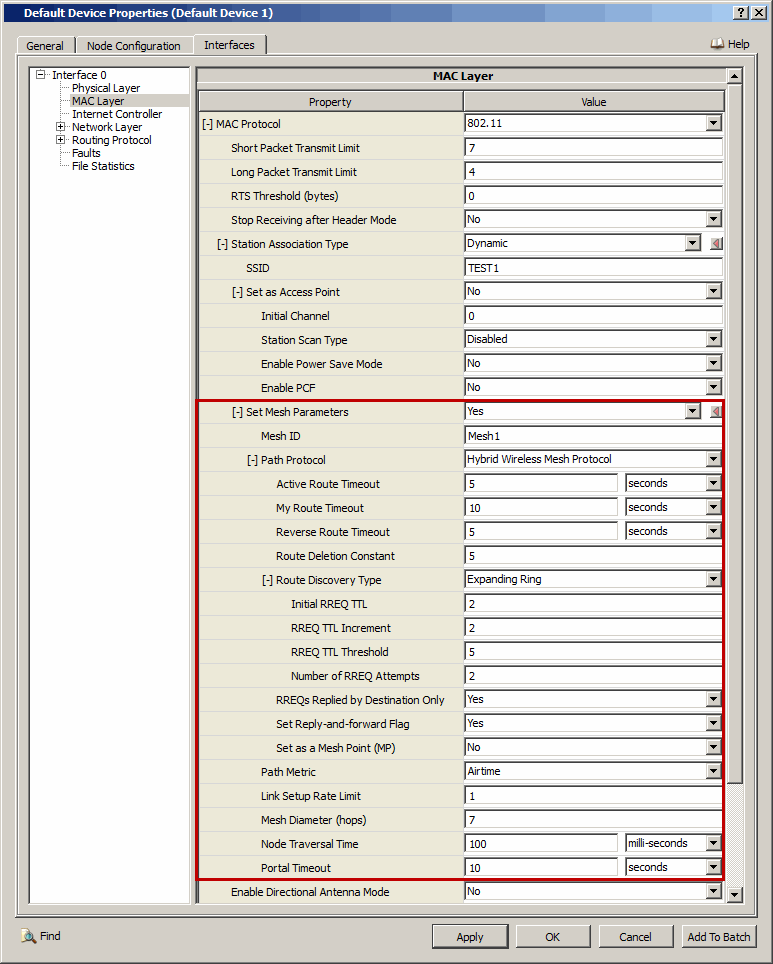 Default Device Properties (Default Device 1)
General Node Configuration Interfaces Help
Interface 0
Physical Layer
MAC Layer
Internet Controller
Network Layer
Routing Protocol
Faults
File Statistics
MAC Layer
Property Value
[-] MAC Protocol 802.11
Short Packet Transmit Limit 7
Long Packet Transmit Limit 4
RTS Threshold (bytes) 0
Stop Receiving after Header Mode No
[-] Station Association Type Dynamic
SSID TEST1
[-] Set as Access Point No
Initial Channel 0
Station Scan Type Disabled
Enable Power Save Mode No
Enable PCF No
[-] Set Mesh Parameters Yes
Mesh ID Mesh1
[-] Path Protocol Hybrid Wireless Mesh Protocol
Active Route Timeout 5 seconds
My Route Timeout 10 seconds
Reverse Route Timeout 5 seconds
Route Deletion Constant 5
[-] Route Discovery Type Expanding Ring
Initial RREQ TTL 2
RREQ TTL Increment 2
RREQ TTL Threshold 5
Number of RREQ Attempts 2
RREQs Replied by Destination Only Yes
Set Reply-and-forward Flag Yes
Set as a Mesh Point (MP) No
Path Metric Airtime
Link Setup Rate Limit 1
Mesh Diameter (hops) 7
Node Traversal Time 100 milli-seconds
Portal Timeout 10 seconds
Enable Directional Antenna Mode No
Find Apply OK Cancel Add To Batch